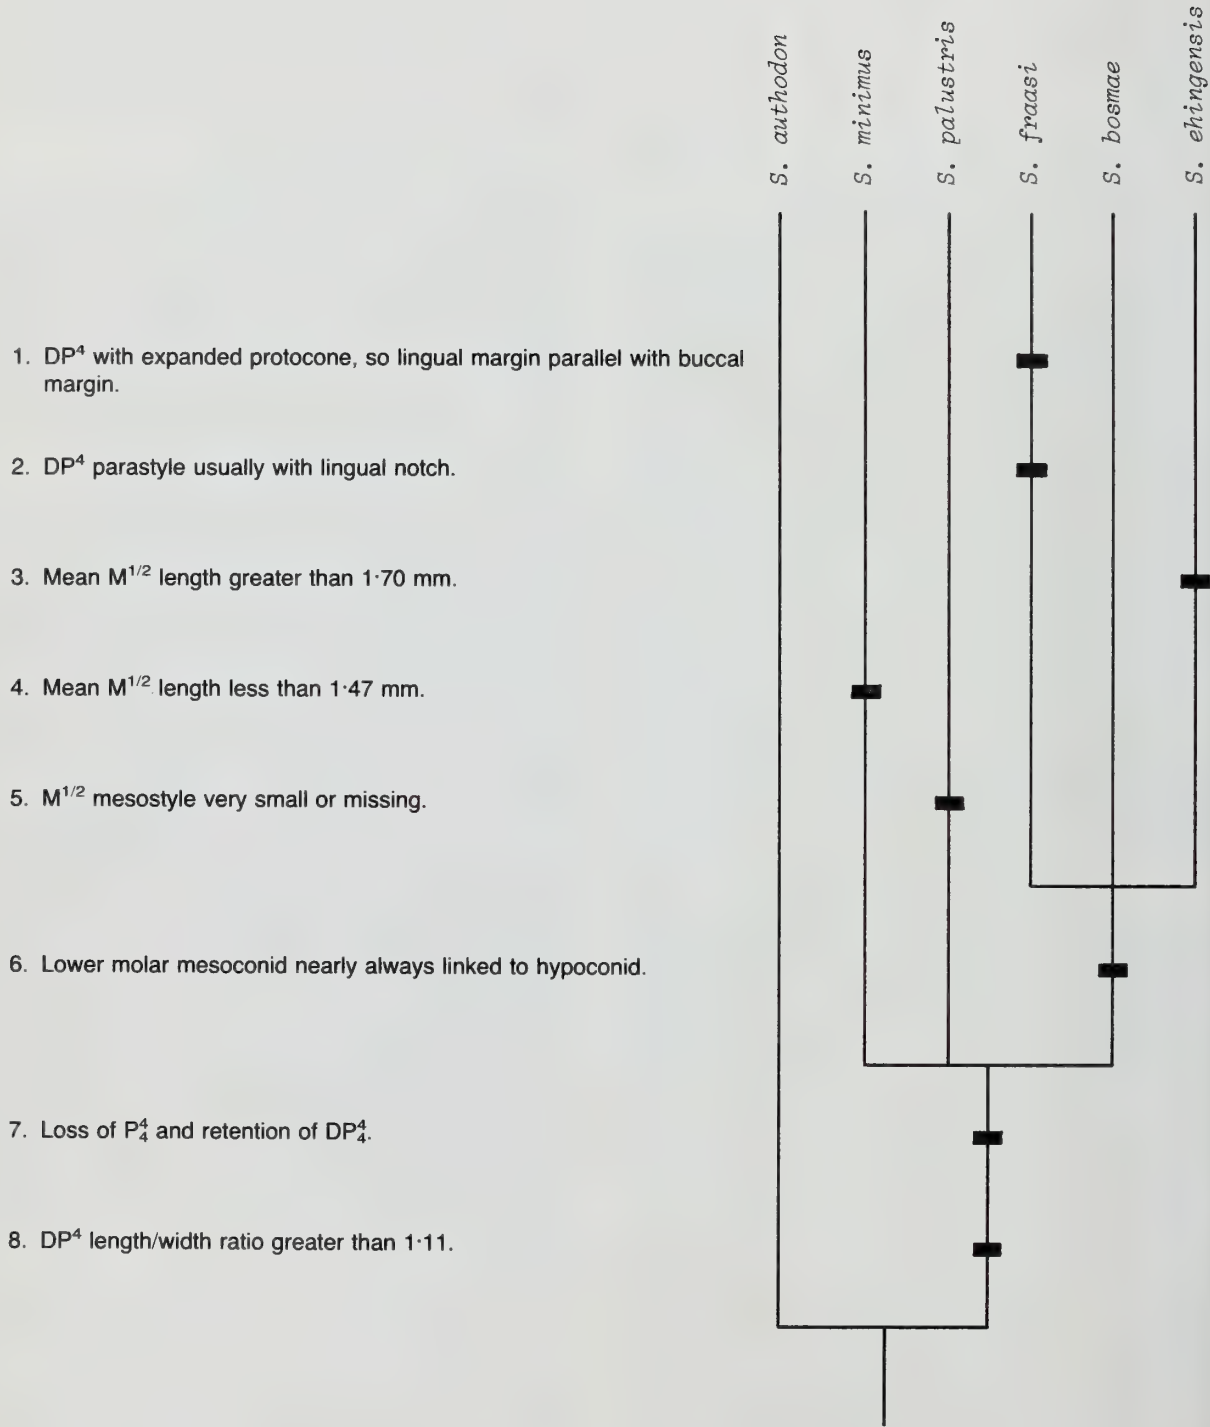 S. authodon
S. minimus
S. palustris
S. fraasi
S. bosmae
S. ehingensis
1. DP⁴ with expanded protocone, so lingual margin parallel with buccal
margin.
2. DP⁴ parastyle usually with lingual notch.
3. Mean M¹/² length greater than 1·70 mm.
4. Mean M¹/² length less than 1·47 mm.
5. M¹/² mesostyle very small or missing.
6. Lower molar mesoconid nearly always linked to hypoconid.
7. Loss of P⁴₄ and retention of DP⁴₄.
8. DP⁴ length/width ratio greater than 1·11.